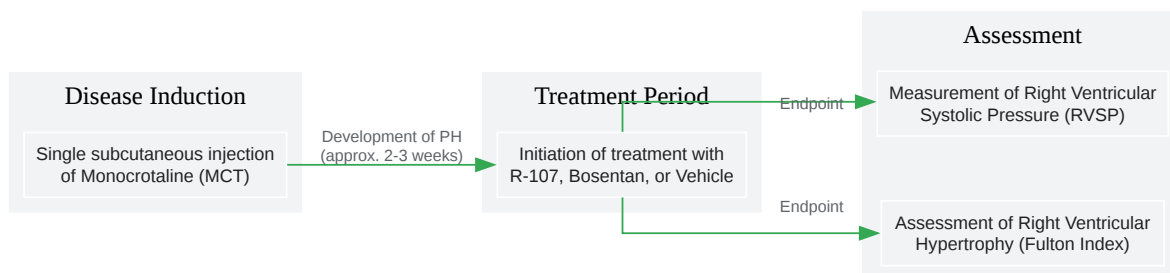 Disease Induction
Single subcutaneous injection
of Monocrotaline (MCT)
Development of PH
(approx. 2-3 weeks)
Treatment Period
Initiation of treatment with
R-107, Bosentan, or Vehicle
Endpoint
Endpoint
Assessment
Measurement of Right Ventricular
Systolic Pressure (RVSP)
Assessment of Right Ventricular
Hypertrophy (Fulton Index)